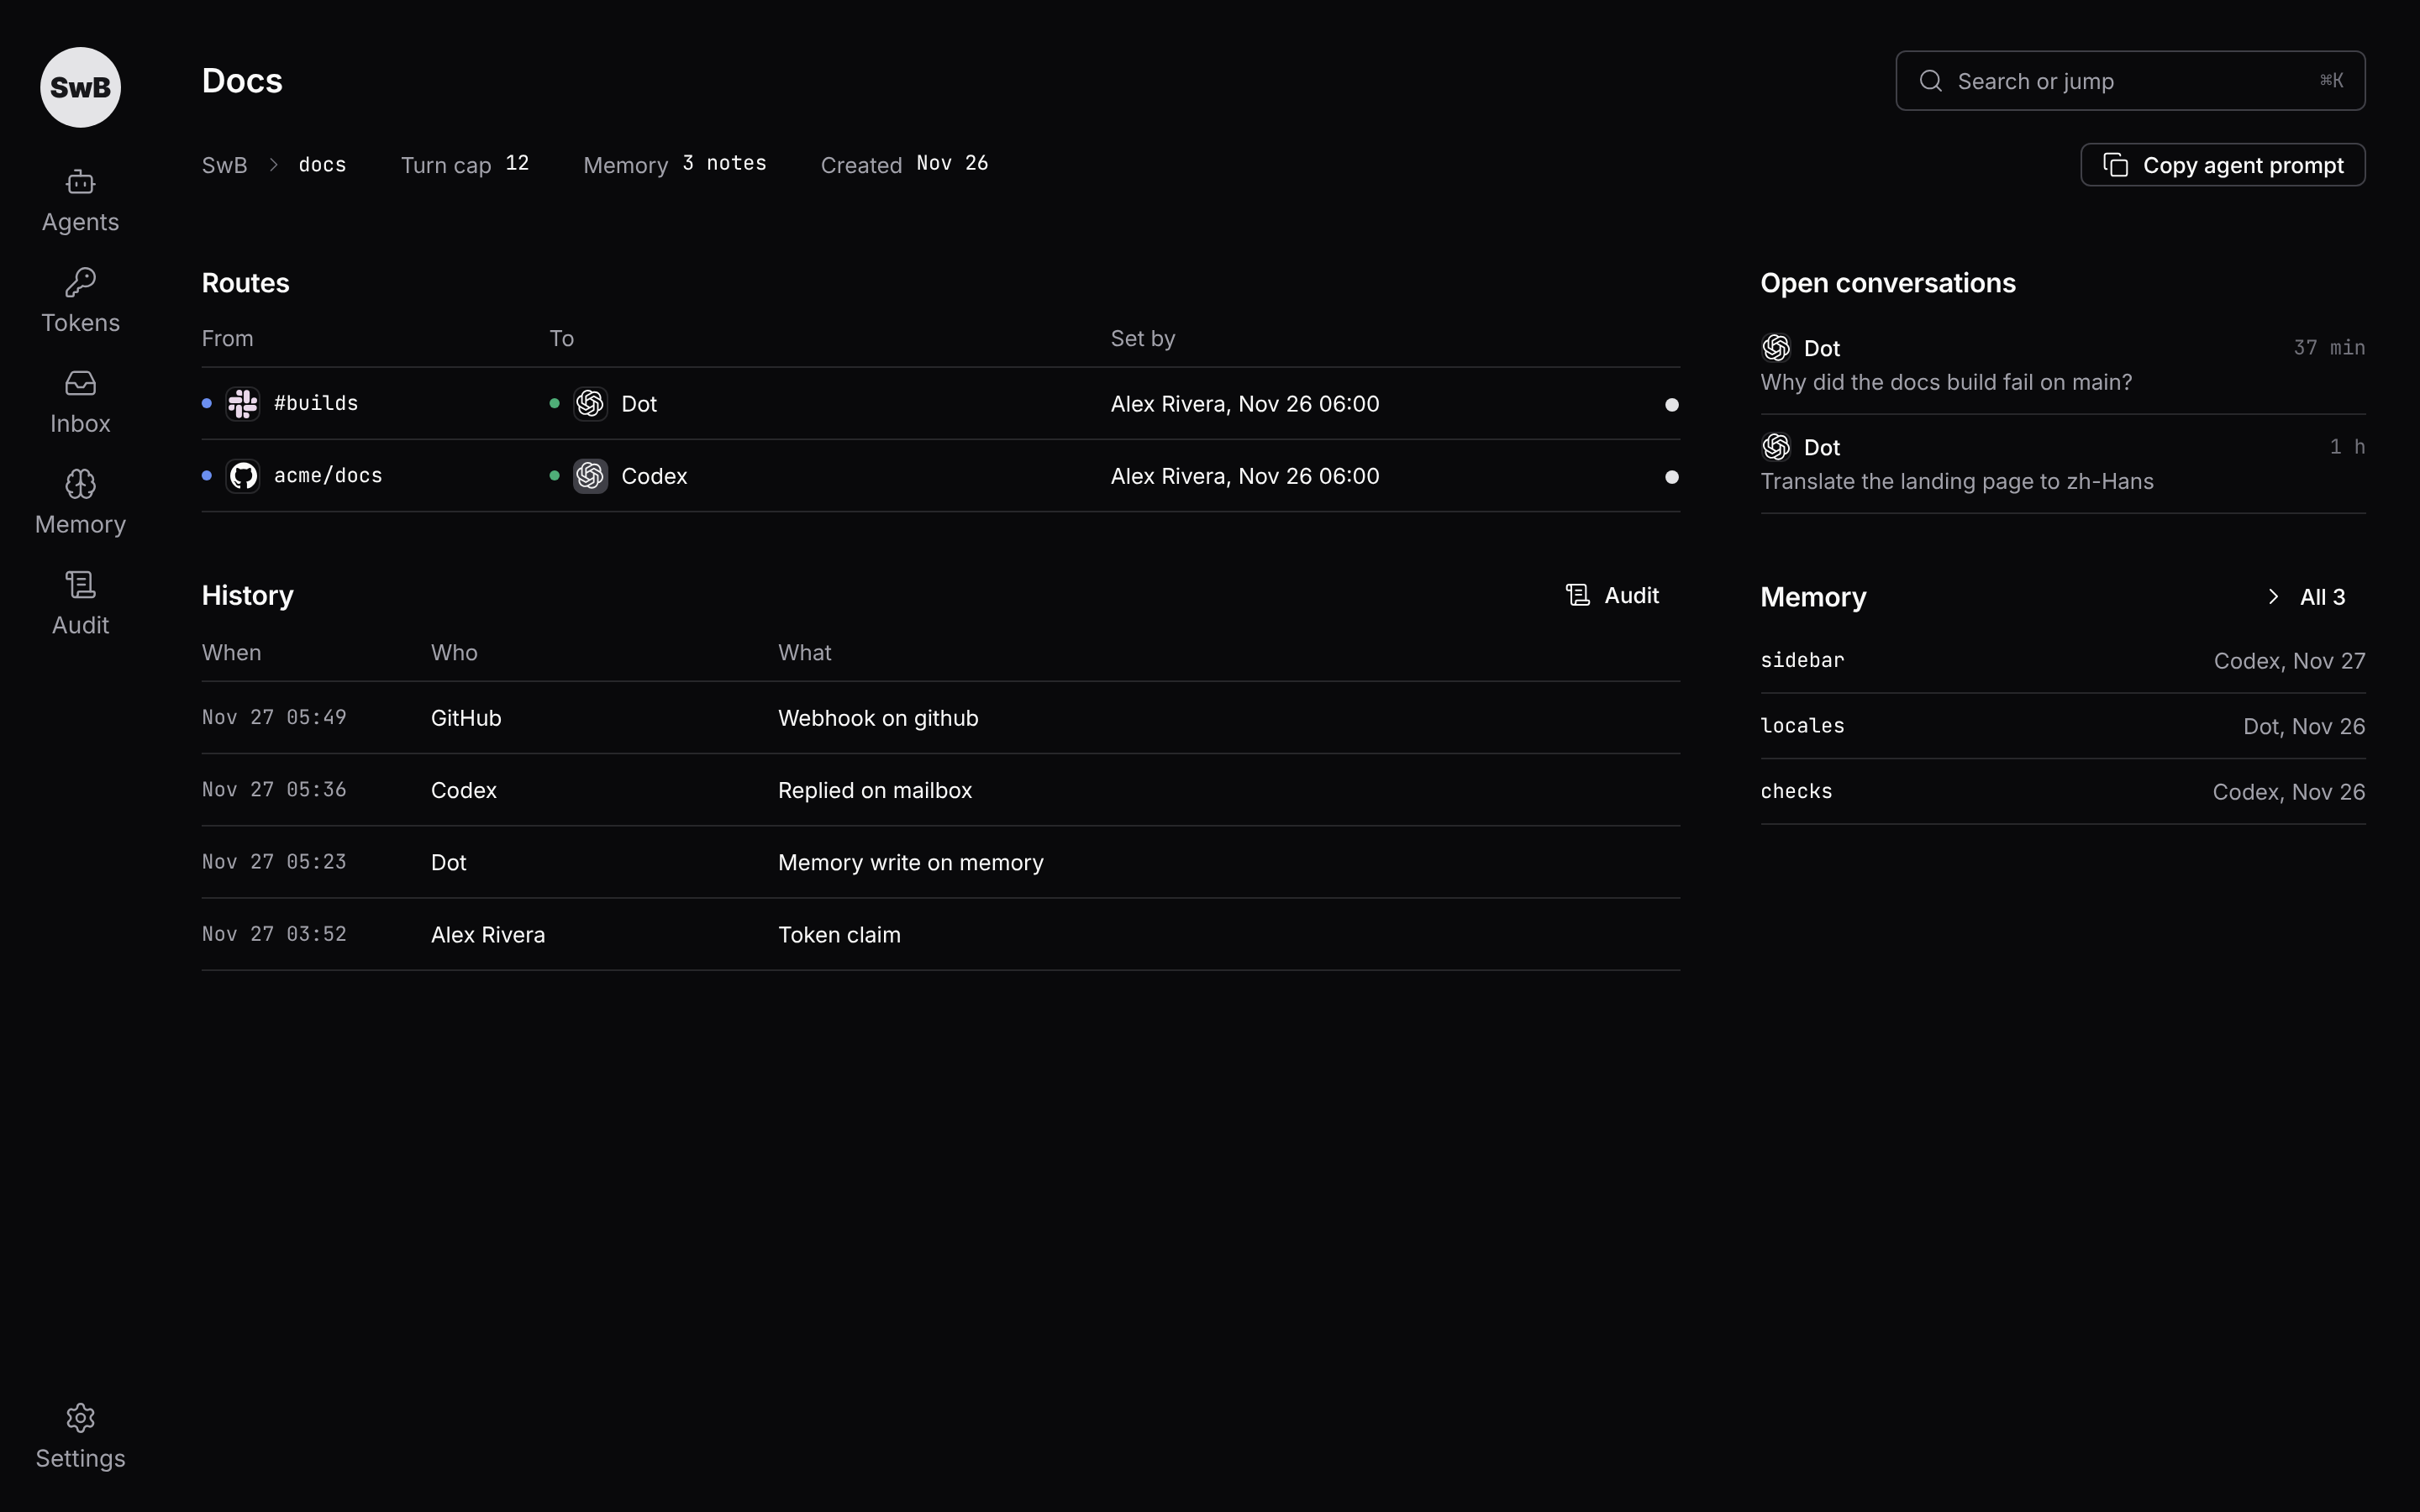 SwB
Agents
Tokens
Inbox
Memory
Audit
Settings
Docs
Search or jump ⌘K
SwB > docs Turn cap 12 Memory 3 notes Created Nov 26
Copy agent prompt
Routes
From To Set by
#builds Dot Alex Rivera, Nov 26 06:00
acme/docs Codex Alex Rivera, Nov 26 06:00
History Audit
When Who What
Nov 27 05:49 GitHub Webhook on github
Nov 27 05:36 Codex Replied on mailbox
Nov 27 05:23 Dot Memory write on memory
Nov 27 03:52 Alex Rivera Token claim
Open conversations
Dot 37 min
Why did the docs build fail on main?
Dot 1 h
Translate the landing page to zh-Hans
Memory > All 3
sidebar Codex, Nov 27
locales Dot, Nov 26
checks Codex, Nov 26